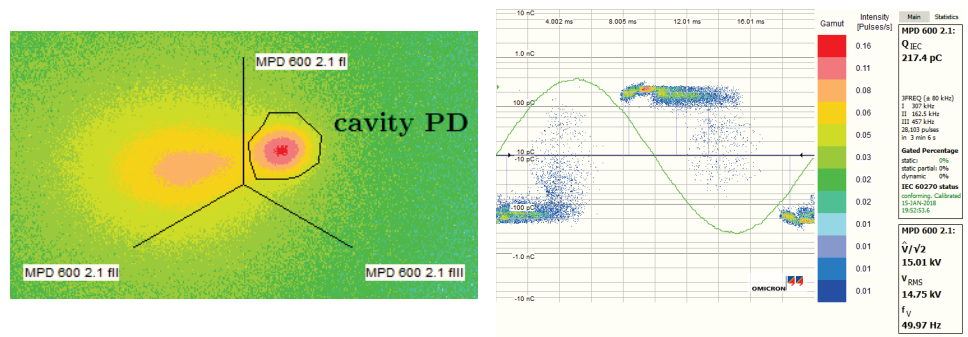 MPD 600 2.1 fI
cavity PD
MPD 600 2.1 fII
MPD 600 2.1 fIII
10 nC
4.002 ms
8.005 ms
12.01 ms
16.01 ms
1.0 nC
100 pC
10 pC
-10 pC
-100 pC
-1.0 nC
-10 nC
OMICRON
Gamut
Intensity
[Pulses/s]
0.16
0.11
0.08
0.06
0.05
0.03
0.02
0.02
0.01
0.01
0.01
0.01
Main
Statistics
MPD 600 2.1:
Q IEC
217.4 pC
3FREQ (± 80 kHz)
I 307 kHz
II 162.5 kHz
III 457 kHz
28,103 pulses
in 3 min 6 s
Gated Percentage
static: 0%
static partial: 0%
dynamic 0%
IEC 60270 status
conforming. Calibrated
15-JAN-2018
19:52:53.6
MPD 600 2.1:
V̂/√2
15.01 kV
V RMS
14.75 kV
f V
49.97 Hz